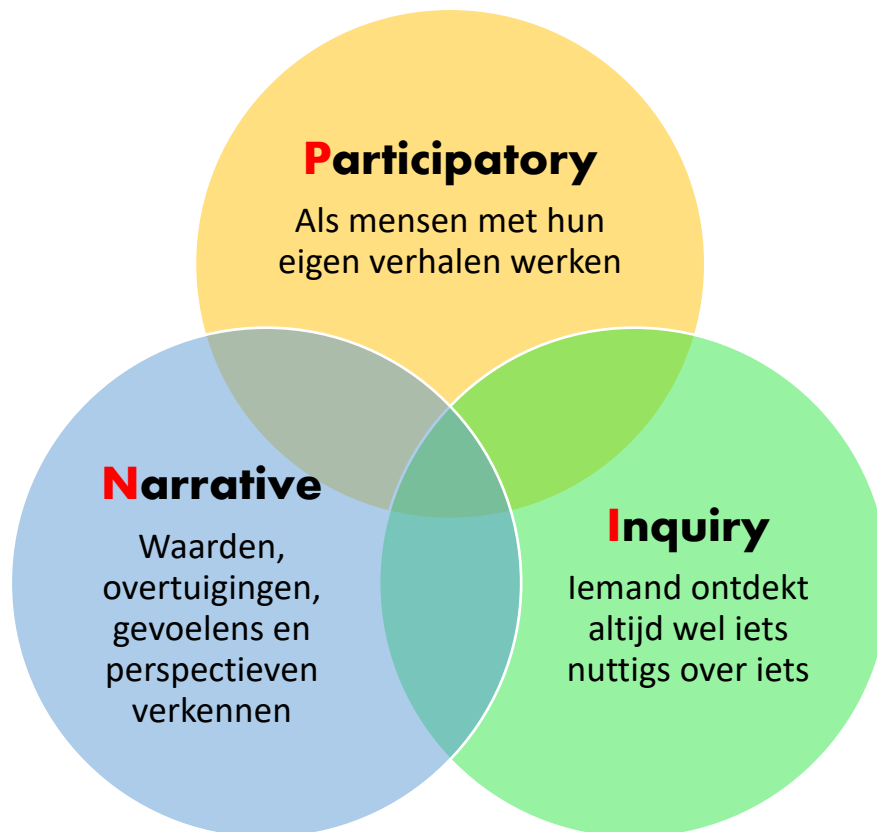 Participatory
Als mensen met hun
eigen verhalen werken
Narrative
Waarden,
overtuigingen,
gevoelens en
perspectieven
verkennen
Inquiry
Iemand ontdekt
altijd wel iets
nuttigs over iets